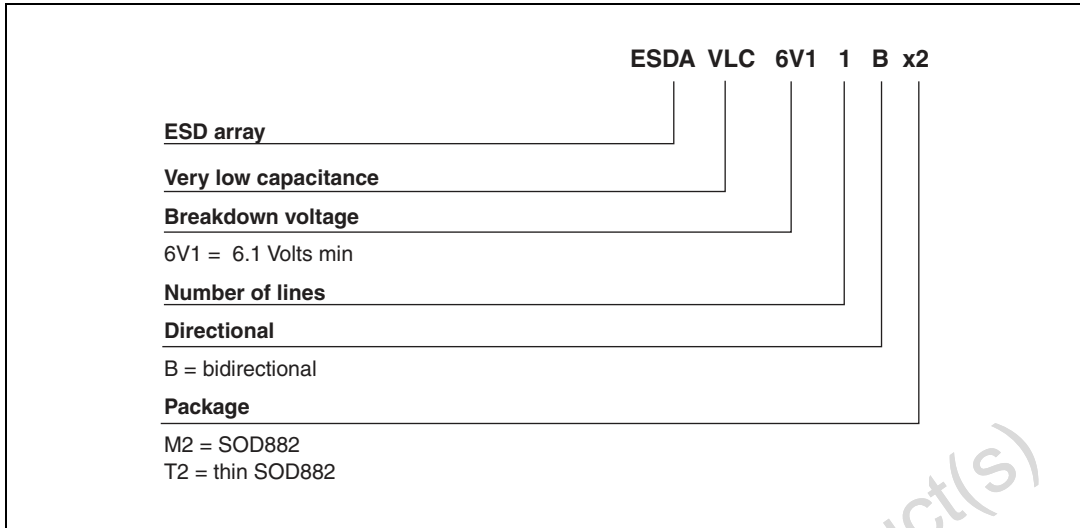 ESDA VLC 6V1 1 B x2
ESD array
Very low capacitance
Breakdown voltage
6V1 = 6.1 Volts min
Number of lines
Directional
B = bidirectional
Package
M2 = SOD882
T2 = thin SOD882